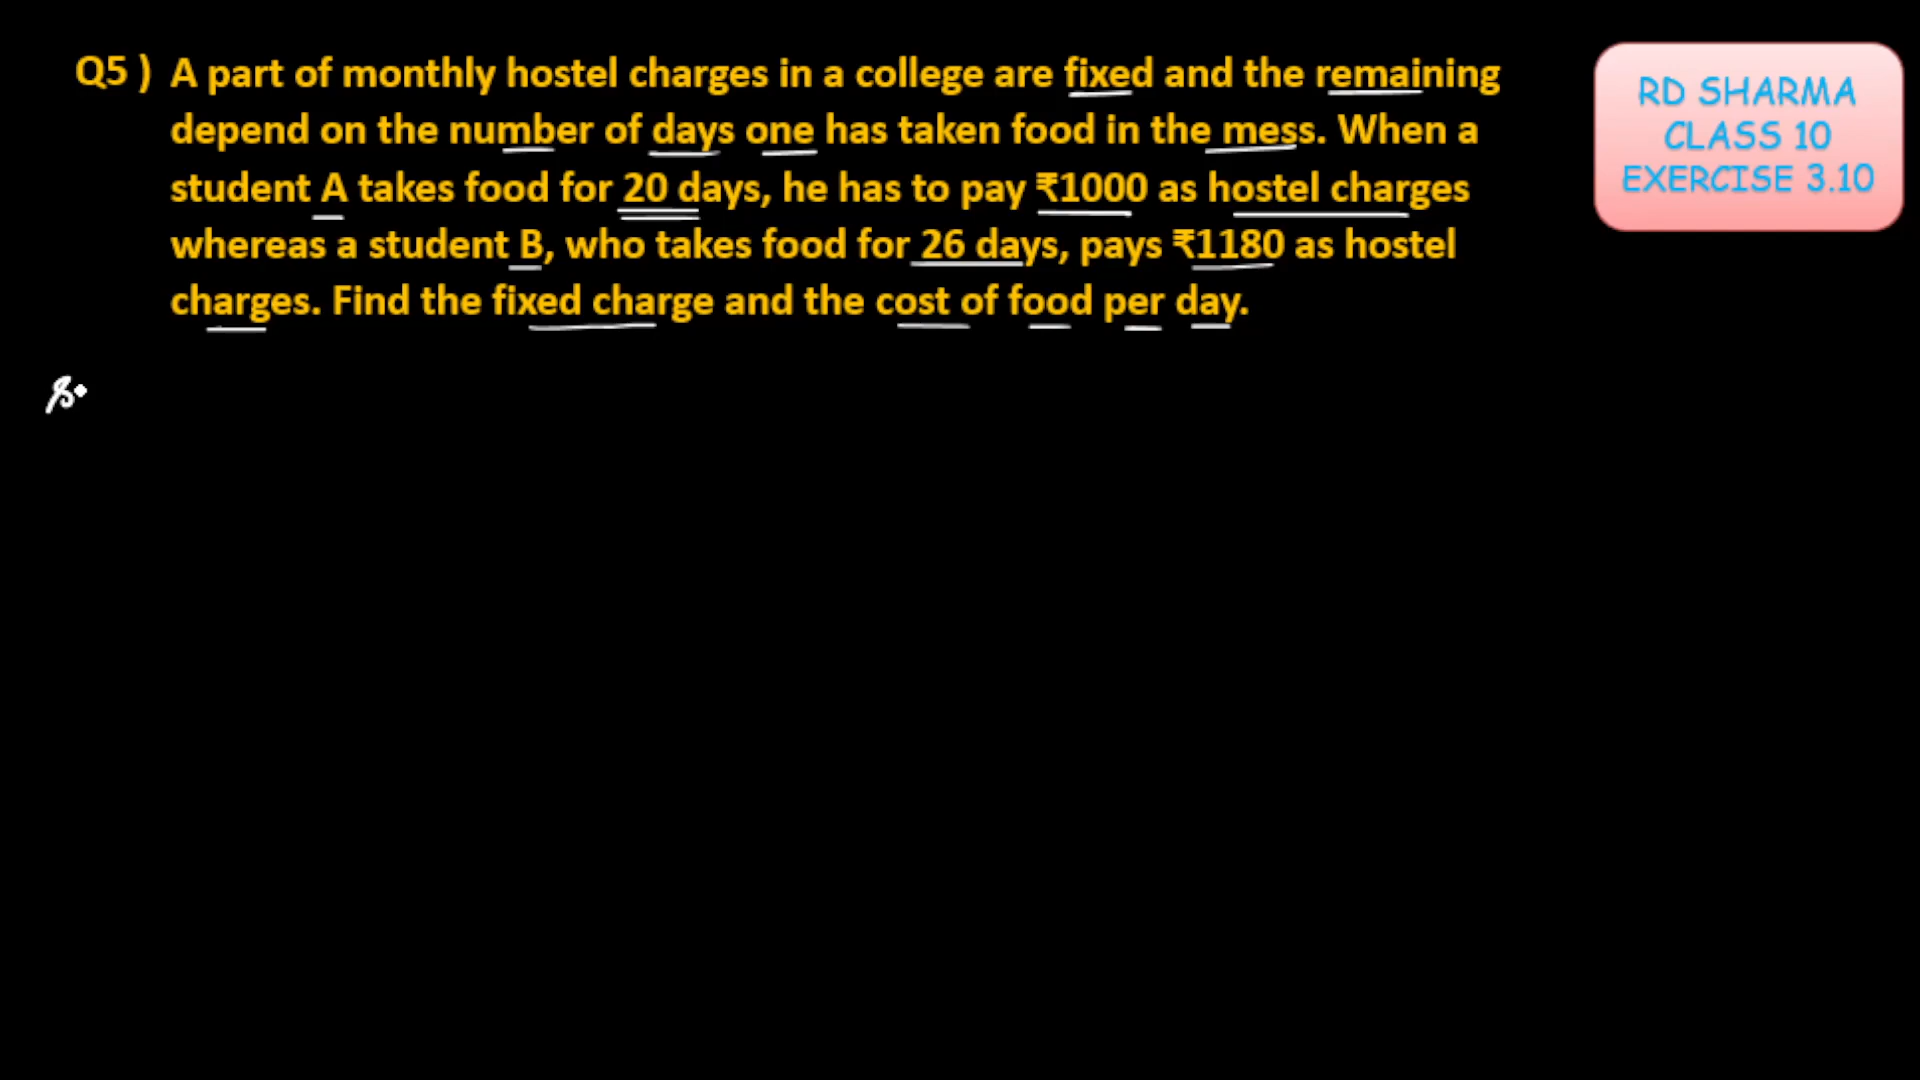 Q5 ) A part of monthly hostel charges in a college are fixed and the remaining
depend on the number of days one has taken food in the mess. When a
student A takes food for 20 days, he has to pay ₹1000 as hostel charges
whereas a student B, who takes food for 26 days, pays ₹1180 as hostel
charges. Find the fixed charge and the cost of food per day.
RD SHARMA
CLASS 10
EXERCISE 3.10